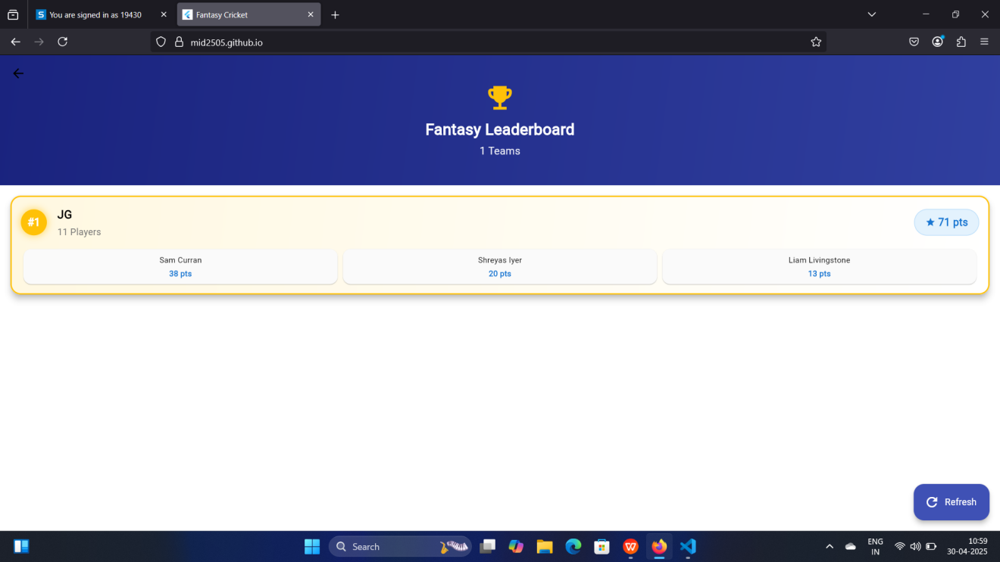 You are signed in as 19430
Fantasy Cricket
mid2505.github.io
Fantasy Leaderboard
1 Teams
#1
JG
11 Players
71 pts
Sam Curran
38 pts
Shreyas Iyer
20 pts
Liam Livingstone
13 pts
Refresh
Search
ENG
IN
10:59
30-04-2025